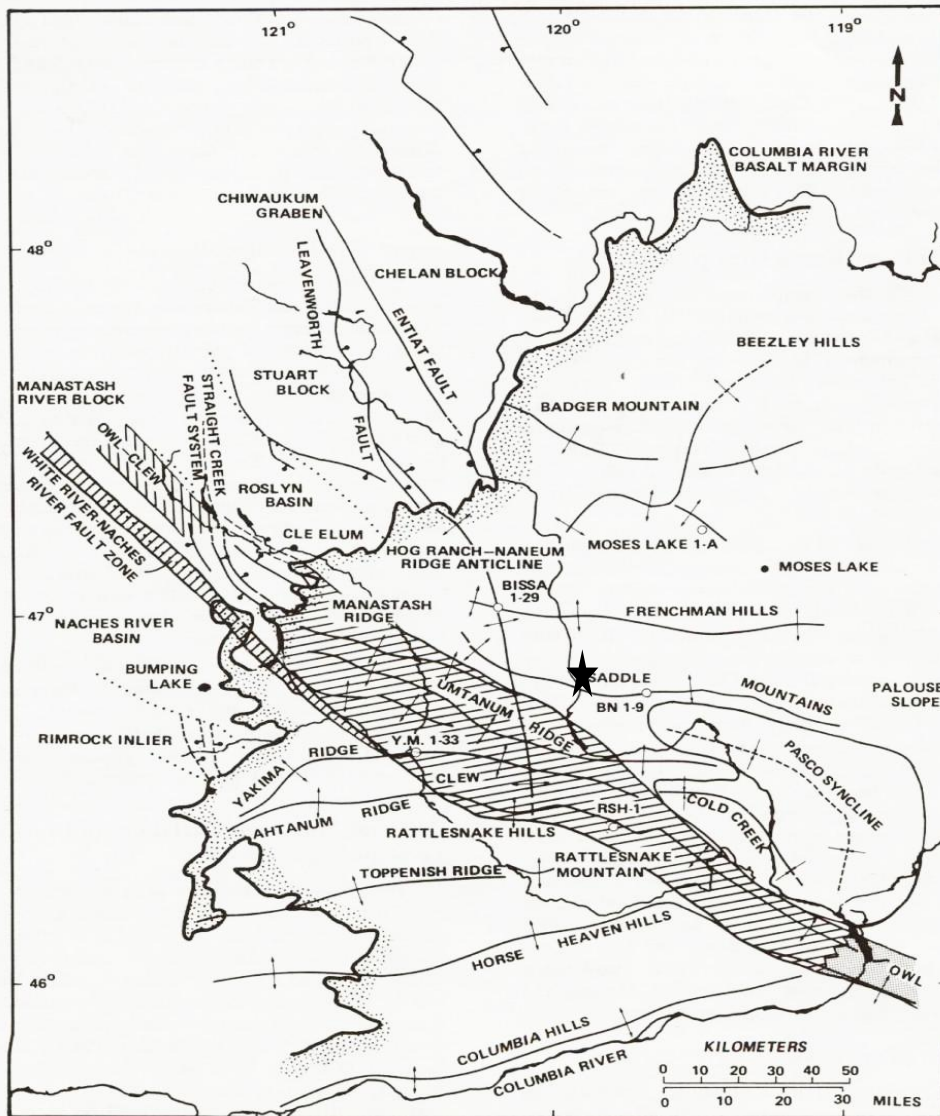 121°
120°
119°
N
COLUMBIA RIVER
BASALT MARGIN
CHIWAUKUM
GRABEN
48°
LEAVENWORTH
FAULT
CHELAN BLOCK
ENTIAT FAULT
BEEZLEY HILLS
MANASTASH
RIVER BLOCK
STRAIGHT CREEK
FAULT SYSTEM
STUART
BLOCK
BADGER MOUNTAIN
OWL-CLEW
WHITE RIVER-NACHES
RIVER FAULT ZONE
ROSLYN
BASIN
CLE ELUM
HOG RANCH-NANEUM
RIDGE ANTICLINE
MOSES LAKE 1-A
MOSES LAKE
BISSA
1-29
47°
MANASTASH
RIDGE
FRENCHMAN HILLS
NACHES RIVER
BASIN
BUMPING
LAKE
SADDLE
MOUNTAINS
BN 1-9
PALOUSE
SLOPE
UMTANUM
RIDGE
RIMROCK INLIER
Y.M. 1-33
YAKIMA
RIDGE
CLEW
PASCO SYNCLINE
AHTANUM
RIDGE
RSH-1
COLD CREEK
RATTLESNAKE HILLS
RATTLESNAKE
MOUNTAIN
TOPPENISH RIDGE
HORSE
HEAVEN HILLS
46°
OWL
COLUMBIA HILLS
COLUMBIA RIVER
KILOMETERS
0 10 20 30 40 50
0 10 20 30
MILES